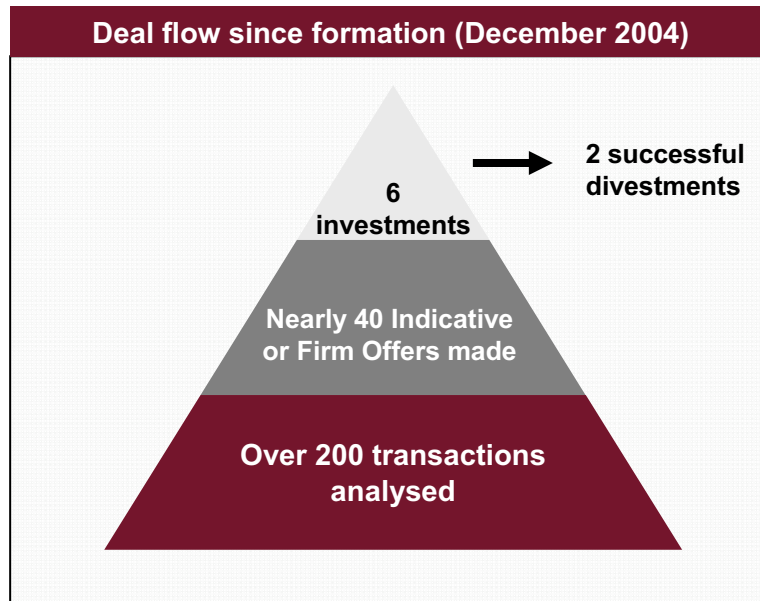 Deal flow since formation (December 2004)
2 successful
divestments
6
investments
Nearly 40 Indicative
or Firm Offers made
Over 200 transactions
analysed